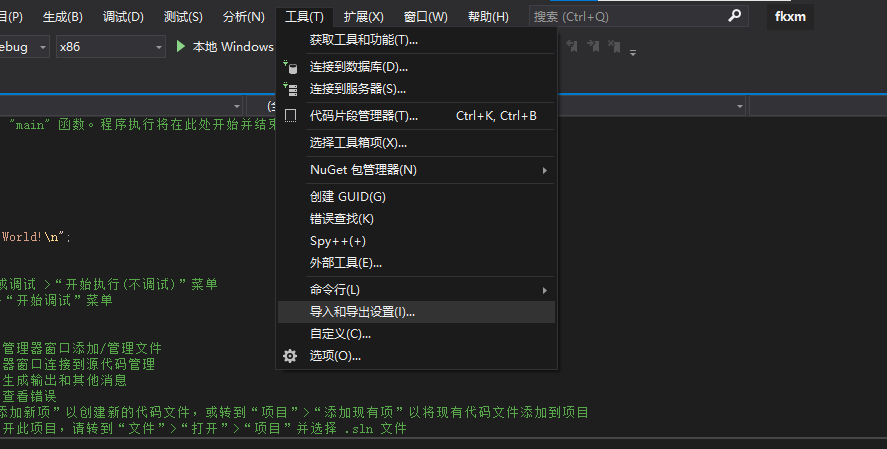 目(P) 生成(B) 调试(D) 测试(S) 分析(N) 工具(T) 扩展(X) 窗口(W) 帮助(H) 搜索 (Ctrl+Q) fkxm
ebug x86 本地 Windows
获取工具和功能(T)...
连接到数据库(D)...
连接到服务器(S)...
代码片段管理器(T)... Ctrl+K, Ctrl+B
选择工具箱项(X)...
NuGet 包管理器(N)
创建 GUID(G)
错误查找(K)
Spy++(+)
外部工具(E)...
命令行(L)
导入和导出设置(I)...
自定义(C)...
选项(O)...
"main" 函数。程序执行将在此处开始并结束
World!\n";
或调试 >“开始执行(不调试)”菜单
“开始调试”菜单
管理器窗口添加/管理文件
器窗口连接到源代码管理
生成输出和其他消息
查看错误
添加新项”以创建新的代码文件，或转到“项目”>“添加现有项”以将现有代码文件添加到项目
开此项目，请转到“文件”>“打开”>“项目”并选择 .sln 文件